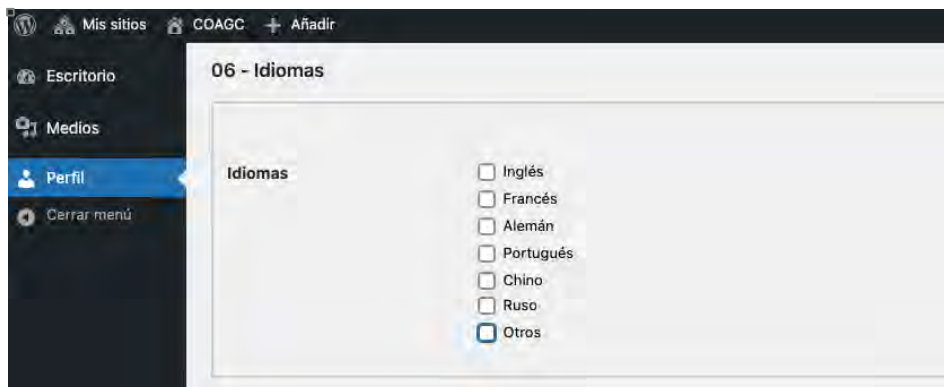 Mis sitios COAGC Añadir
Escritorio
Medios
Perfil
Cerrar menú
06 - Idiomas
Idiomas
Inglés
Francés
Alemán
Portugués
Chino
Ruso
Otros